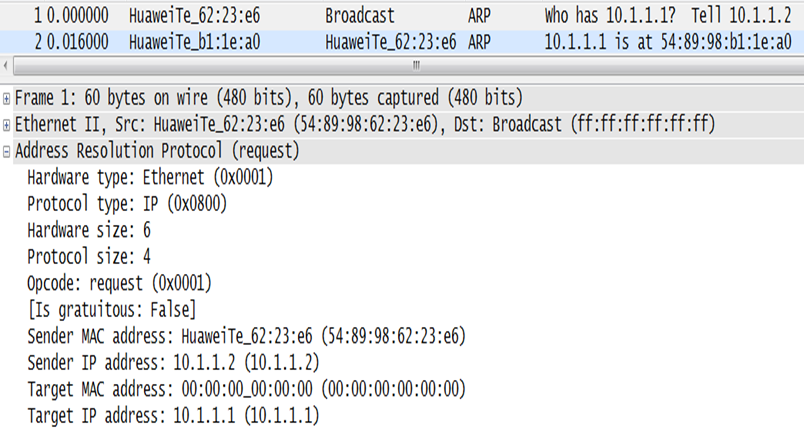 1 0.000000 HuaweiTe_62:23:e6 Broadcast ARP Who has 10.1.1.1? Tell 10.1.1.2
2 0.016000 HuaweiTe_b1:1e:a0 HuaweiTe_62:23:e6 ARP 10.1.1.1 is at 54:89:98:b1:1e:a0
Frame 1: 60 bytes on wire (480 bits), 60 bytes captured (480 bits)
Ethernet II, Src: HuaweiTe_62:23:e6 (54:89:98:62:23:e6), Dst: Broadcast (ff:ff:ff:ff:ff:ff)
Address Resolution Protocol (request)
Hardware type: Ethernet (0x0001)
Protocol type: IP (0x0800)
Hardware size: 6
Protocol size: 4
Opcode: request (0x0001)
[Is gratuitous: False]
Sender MAC address: HuaweiTe_62:23:e6 (54:89:98:62:23:e6)
Sender IP address: 10.1.1.2 (10.1.1.2)
Target MAC address: 00:00:00_00:00:00 (00:00:00:00:00:00)
Target IP address: 10.1.1.1 (10.1.1.1)